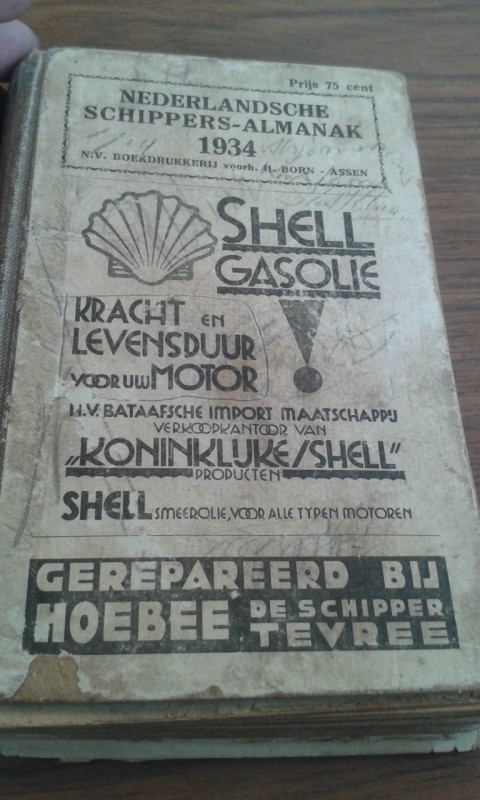 Prijs 75 cent
NEDERLANDSCHE
SCHIPPERS-ALMANAK
1934
N.V. BOEKDRUKKERIJ voorh. H. BORN - ASSEN
SHELL
GASOLIE
KRACHT EN
LEVENSDUUR
VOOR UW MOTOR
!
N.V. BATAAFSCHE IMPORT MAATSCHAPPIJ
VERKOOPKANTOOR VAN
„KONINKLIJKE/SHELL"
PRODUCTEN
SHELL SMEEROLIE, VOOR ALLE TYPEN MOTOREN
GEREPAREERD BIJ
HOEBEE DE SCHIPPER
TEVREE